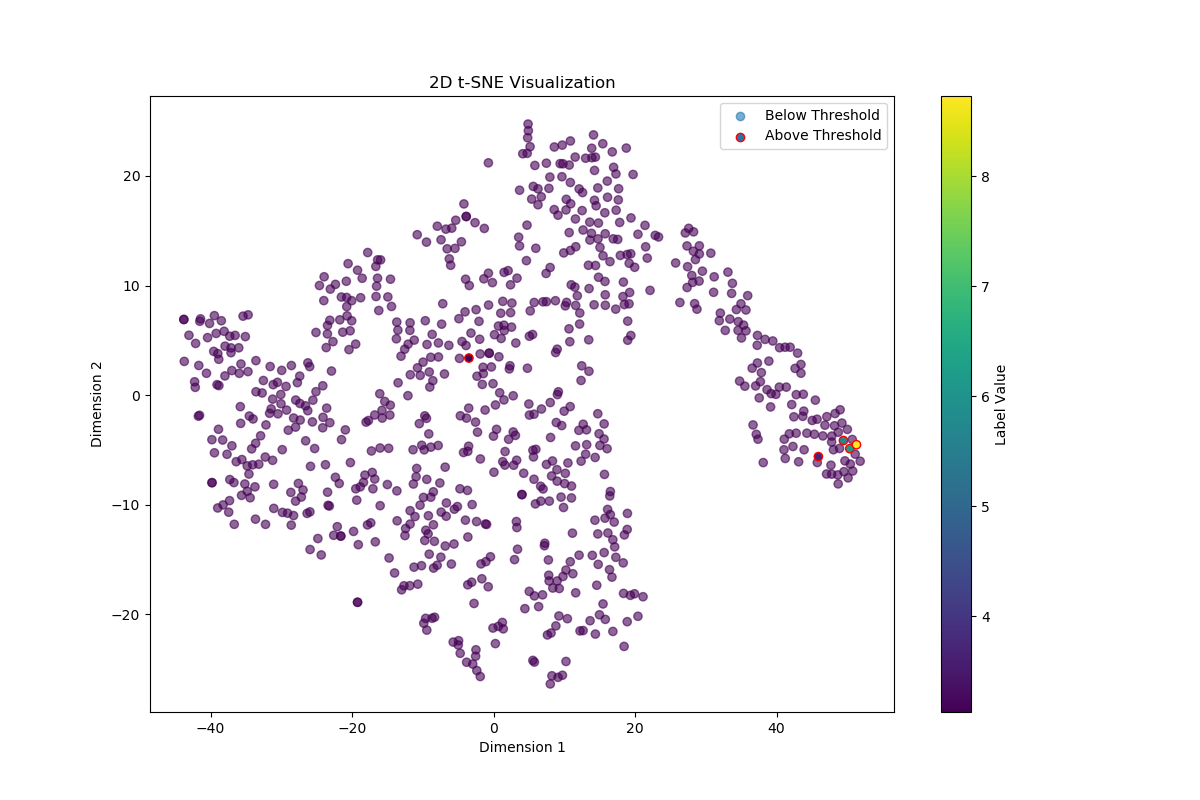 2D t-SNE Visualization
Below Threshold
Above Threshold
20
10
0
−10
−20
Dimension 2
−40
−20
0
20
40
Dimension 1
8
7
6
5
4
Label Value